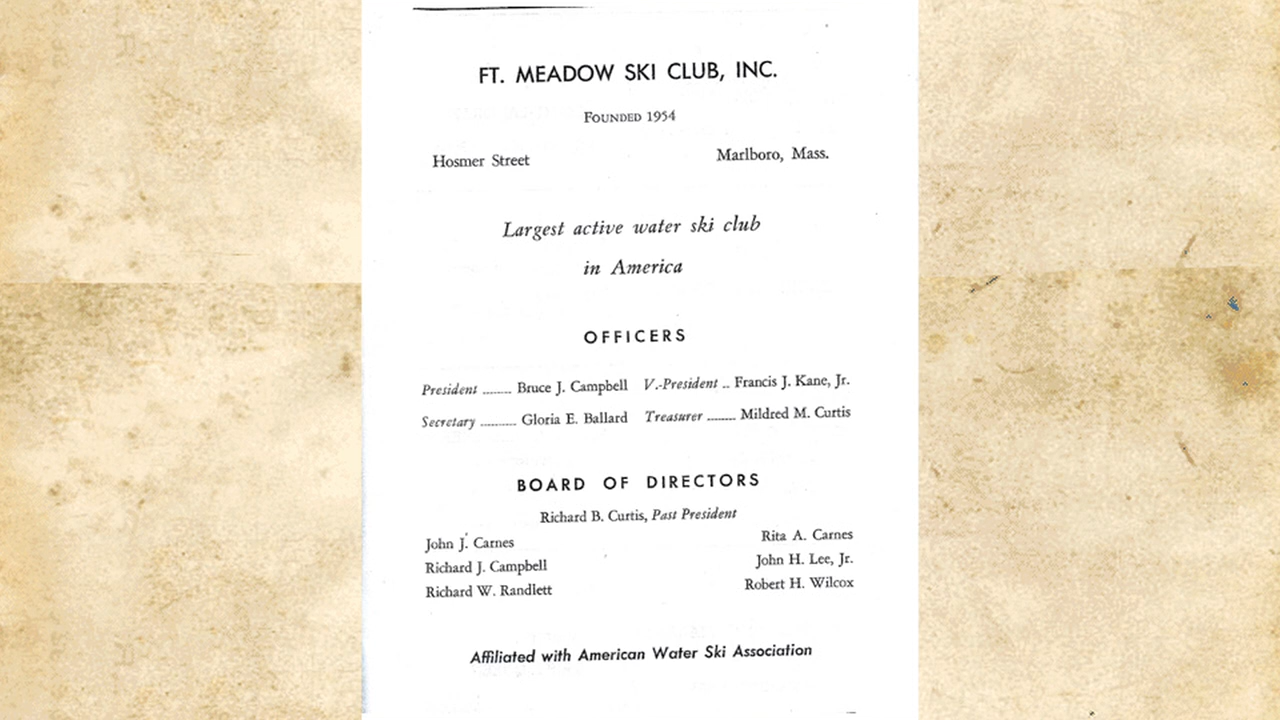 FT. MEADOW SKI CLUB, INC.
FOUNDED 1954
Hosmer Street Marlboro, Mass.
Largest active water ski club
in America
OFFICERS
President ........ Bruce J. Campbell V.-President .. Francis J. Kane, Jr.
Secretary .......... Gloria E. Ballard Treasurer ........ Mildred M. Curtis
BOARD OF DIRECTORS
Richard B. Curtis, Past President
John J. Carnes Rita A. Carnes
Richard J. Campbell John H. Lee, Jr.
Richard W. Randlett Robert H. Wilcox
Affiliated with American Water Ski Association